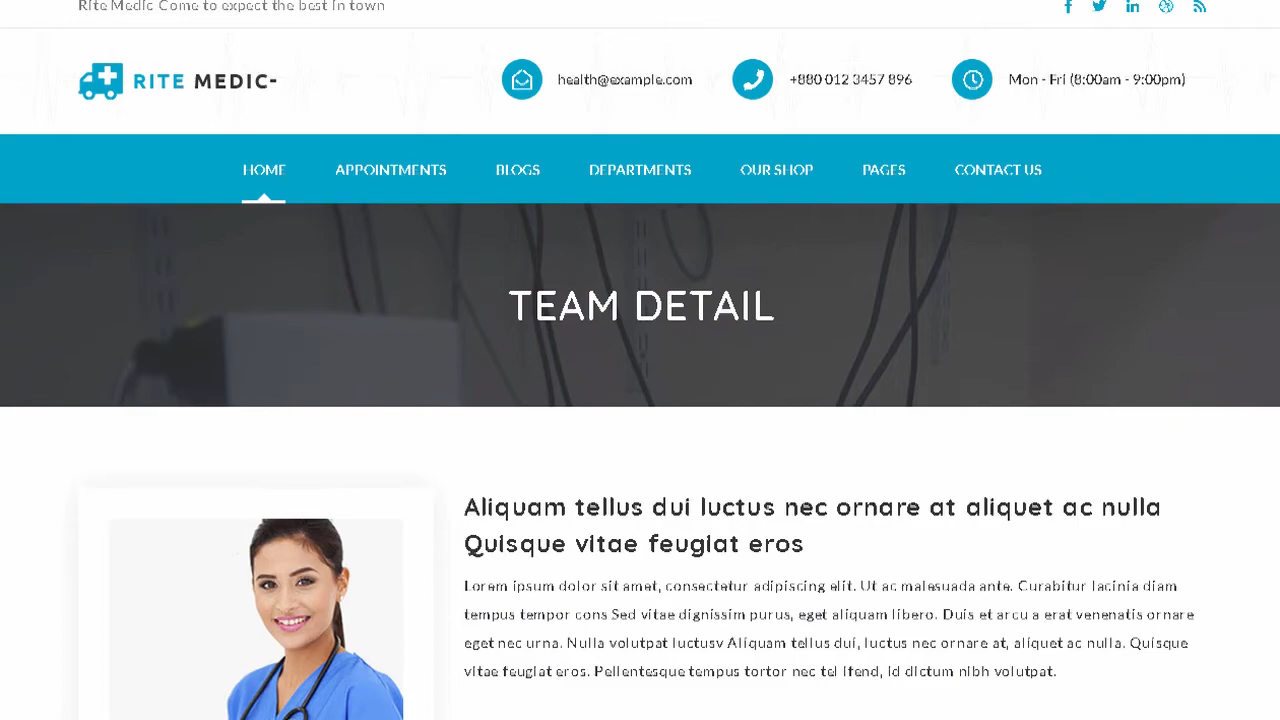 Rite Medic Come to expect the best in town
RITE MEDIC-
health@example.com
+880 012 3457 896
Mon - Fri (8:00am - 9:00pm)
HOME APPOINTMENTS BLOGS DEPARTMENTS OUR SHOP PAGES CONTACT US
TEAM DETAIL
Aliquam tellus dui luctus nec ornare at aliquet ac nulla
Quisque vitae feugiat eros
Lorem ipsum dolor sit amet, consectetur adipiscing elit. Ut ac malesuada ante. Curabitur lacinia diam
tempus tempor cons Sed vitae dignissim purus, eget aliquam libero. Duis et arcu a erat venenatis ornare
eget nec urna. Nulla volutpat luctusv Aliquam tellus dui, luctus nec ornare at, aliquet ac nulla. Quisque
vitae feugiat eros. Pellentesque tempus tortor nec tel ifend, id dictum nibh volutpat.